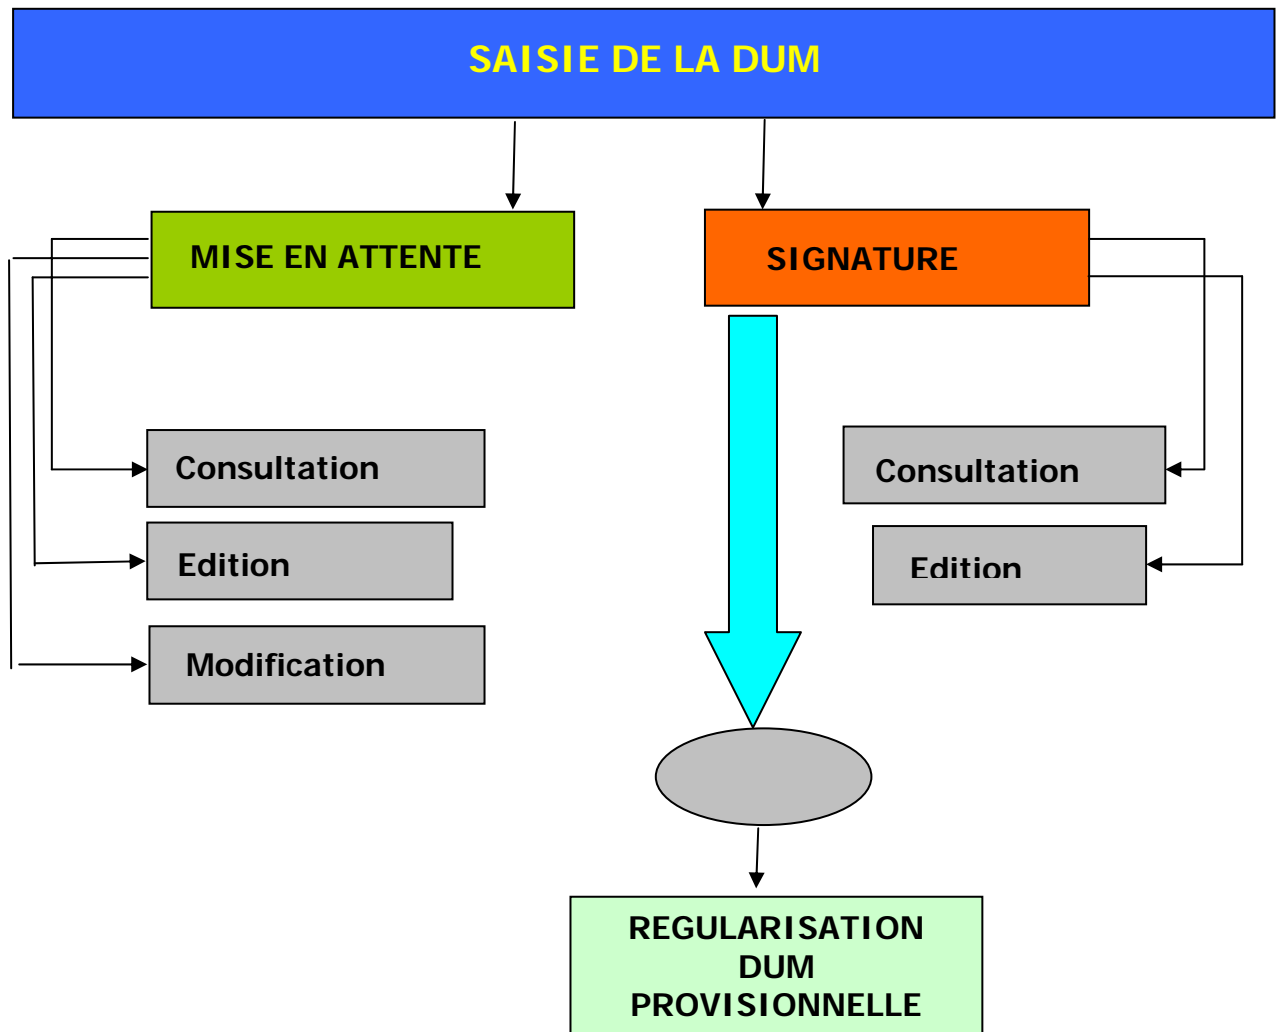 SAISIE DE LA DUM
MISE EN ATTENTE
SIGNATURE
Consultation
Edition
Modification
Consultation
Edition
REGULARISATION
DUM
PROVISIONNELLE